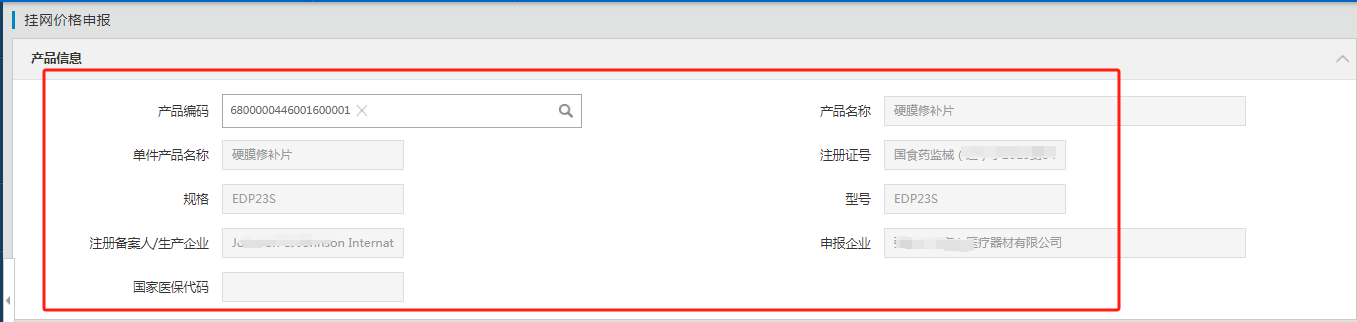 挂网价格申报
产品信息
产品编码 6800000446001600001 产品名称 硬膜修补片
单件产品名称 硬膜修补片 注册证号 国食药监械
规格 EDP23S 型号 EDP23S
注册备案人/生产企业 Internat 申报企业 医疗器材有限公司
国家医保代码